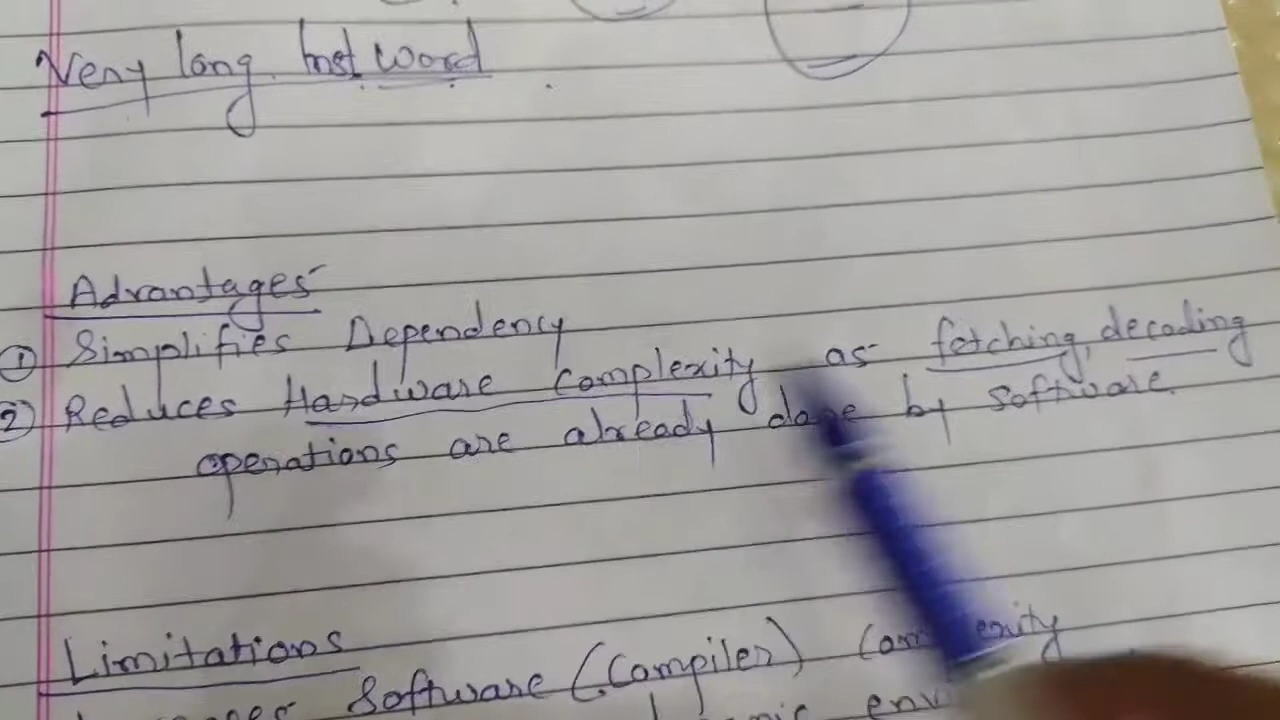 Very long Inst word
Advantages
① Simplifies Dependency
② Reduces Hardware Complexity as fetching, decoding
operations are already done by software.
Limitations
Software (Compiler)